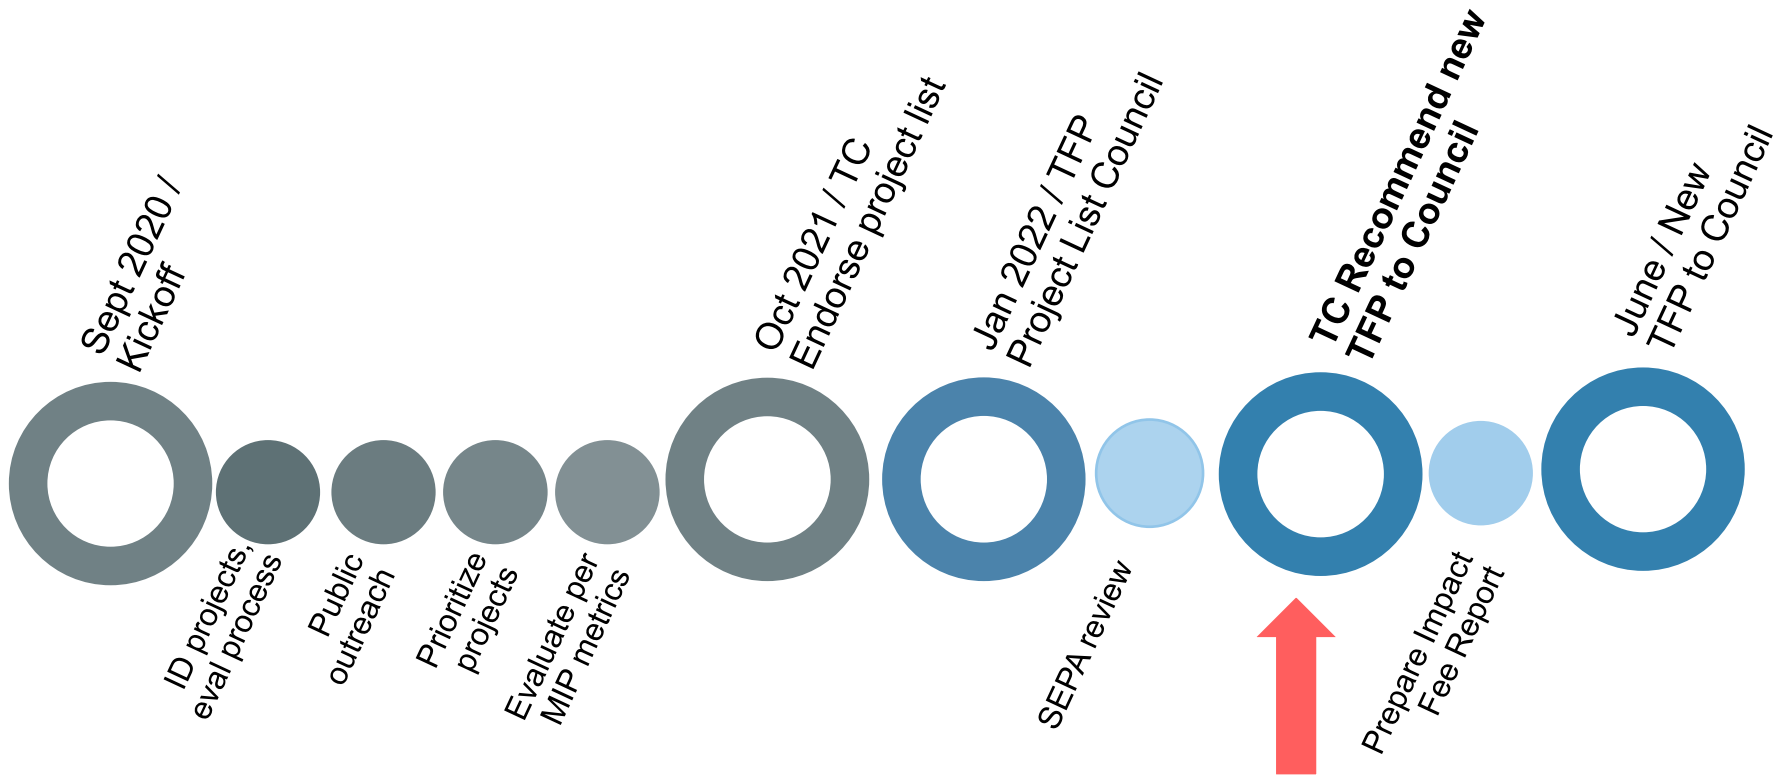 Sept 2020 /
Kickoff
ID projects,
eval process
Public
outreach
Prioritize
projects
Evaluate per
MIP metrics
Oct 2021 / TC
Endorse project list
Jan 2022 / TFP
Project List Council
SEPA review
TC Recommend new
TFP to Council
Prepare Impact
Fee Report
June / New
TFP to Council